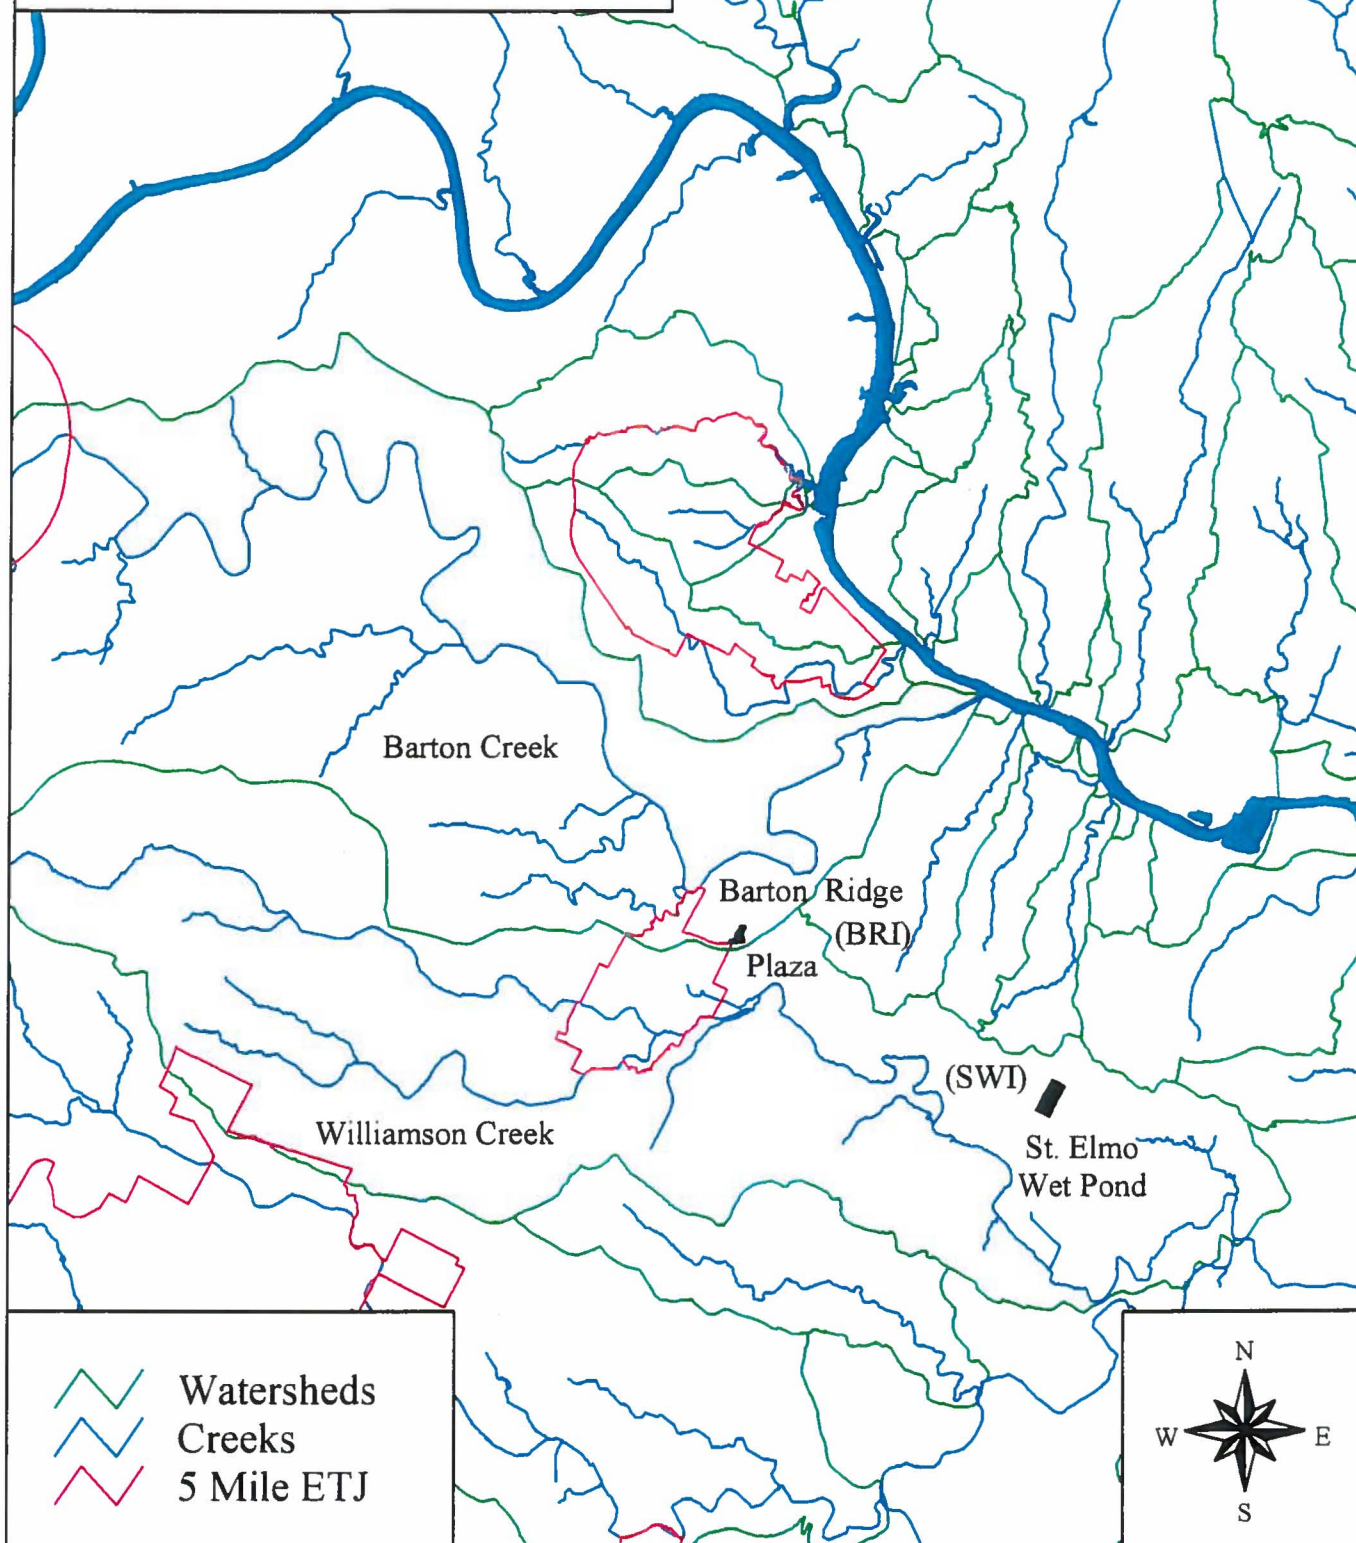 Barton Creek
Barton Ridge
(BRI)
Plaza
(SWI)
St. Elmo
Wet Pond
Williamson Creek
Watersheds
Creeks
5 Mile ETJ
N
W E
S